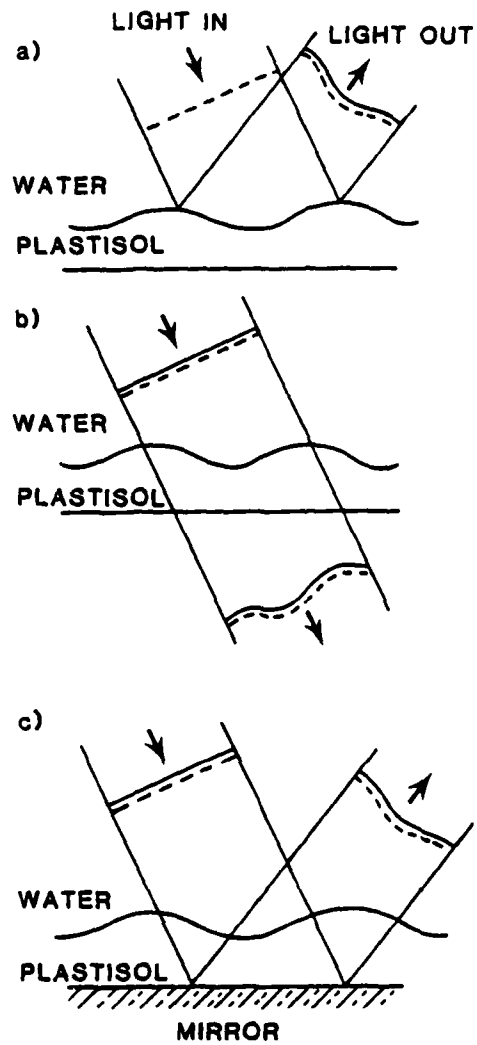 a)
LIGHT IN
LIGHT OUT
WATER
PLASTISOL
b)
WATER
PLASTISOL
c)
WATER
PLASTISOL
MIRROR